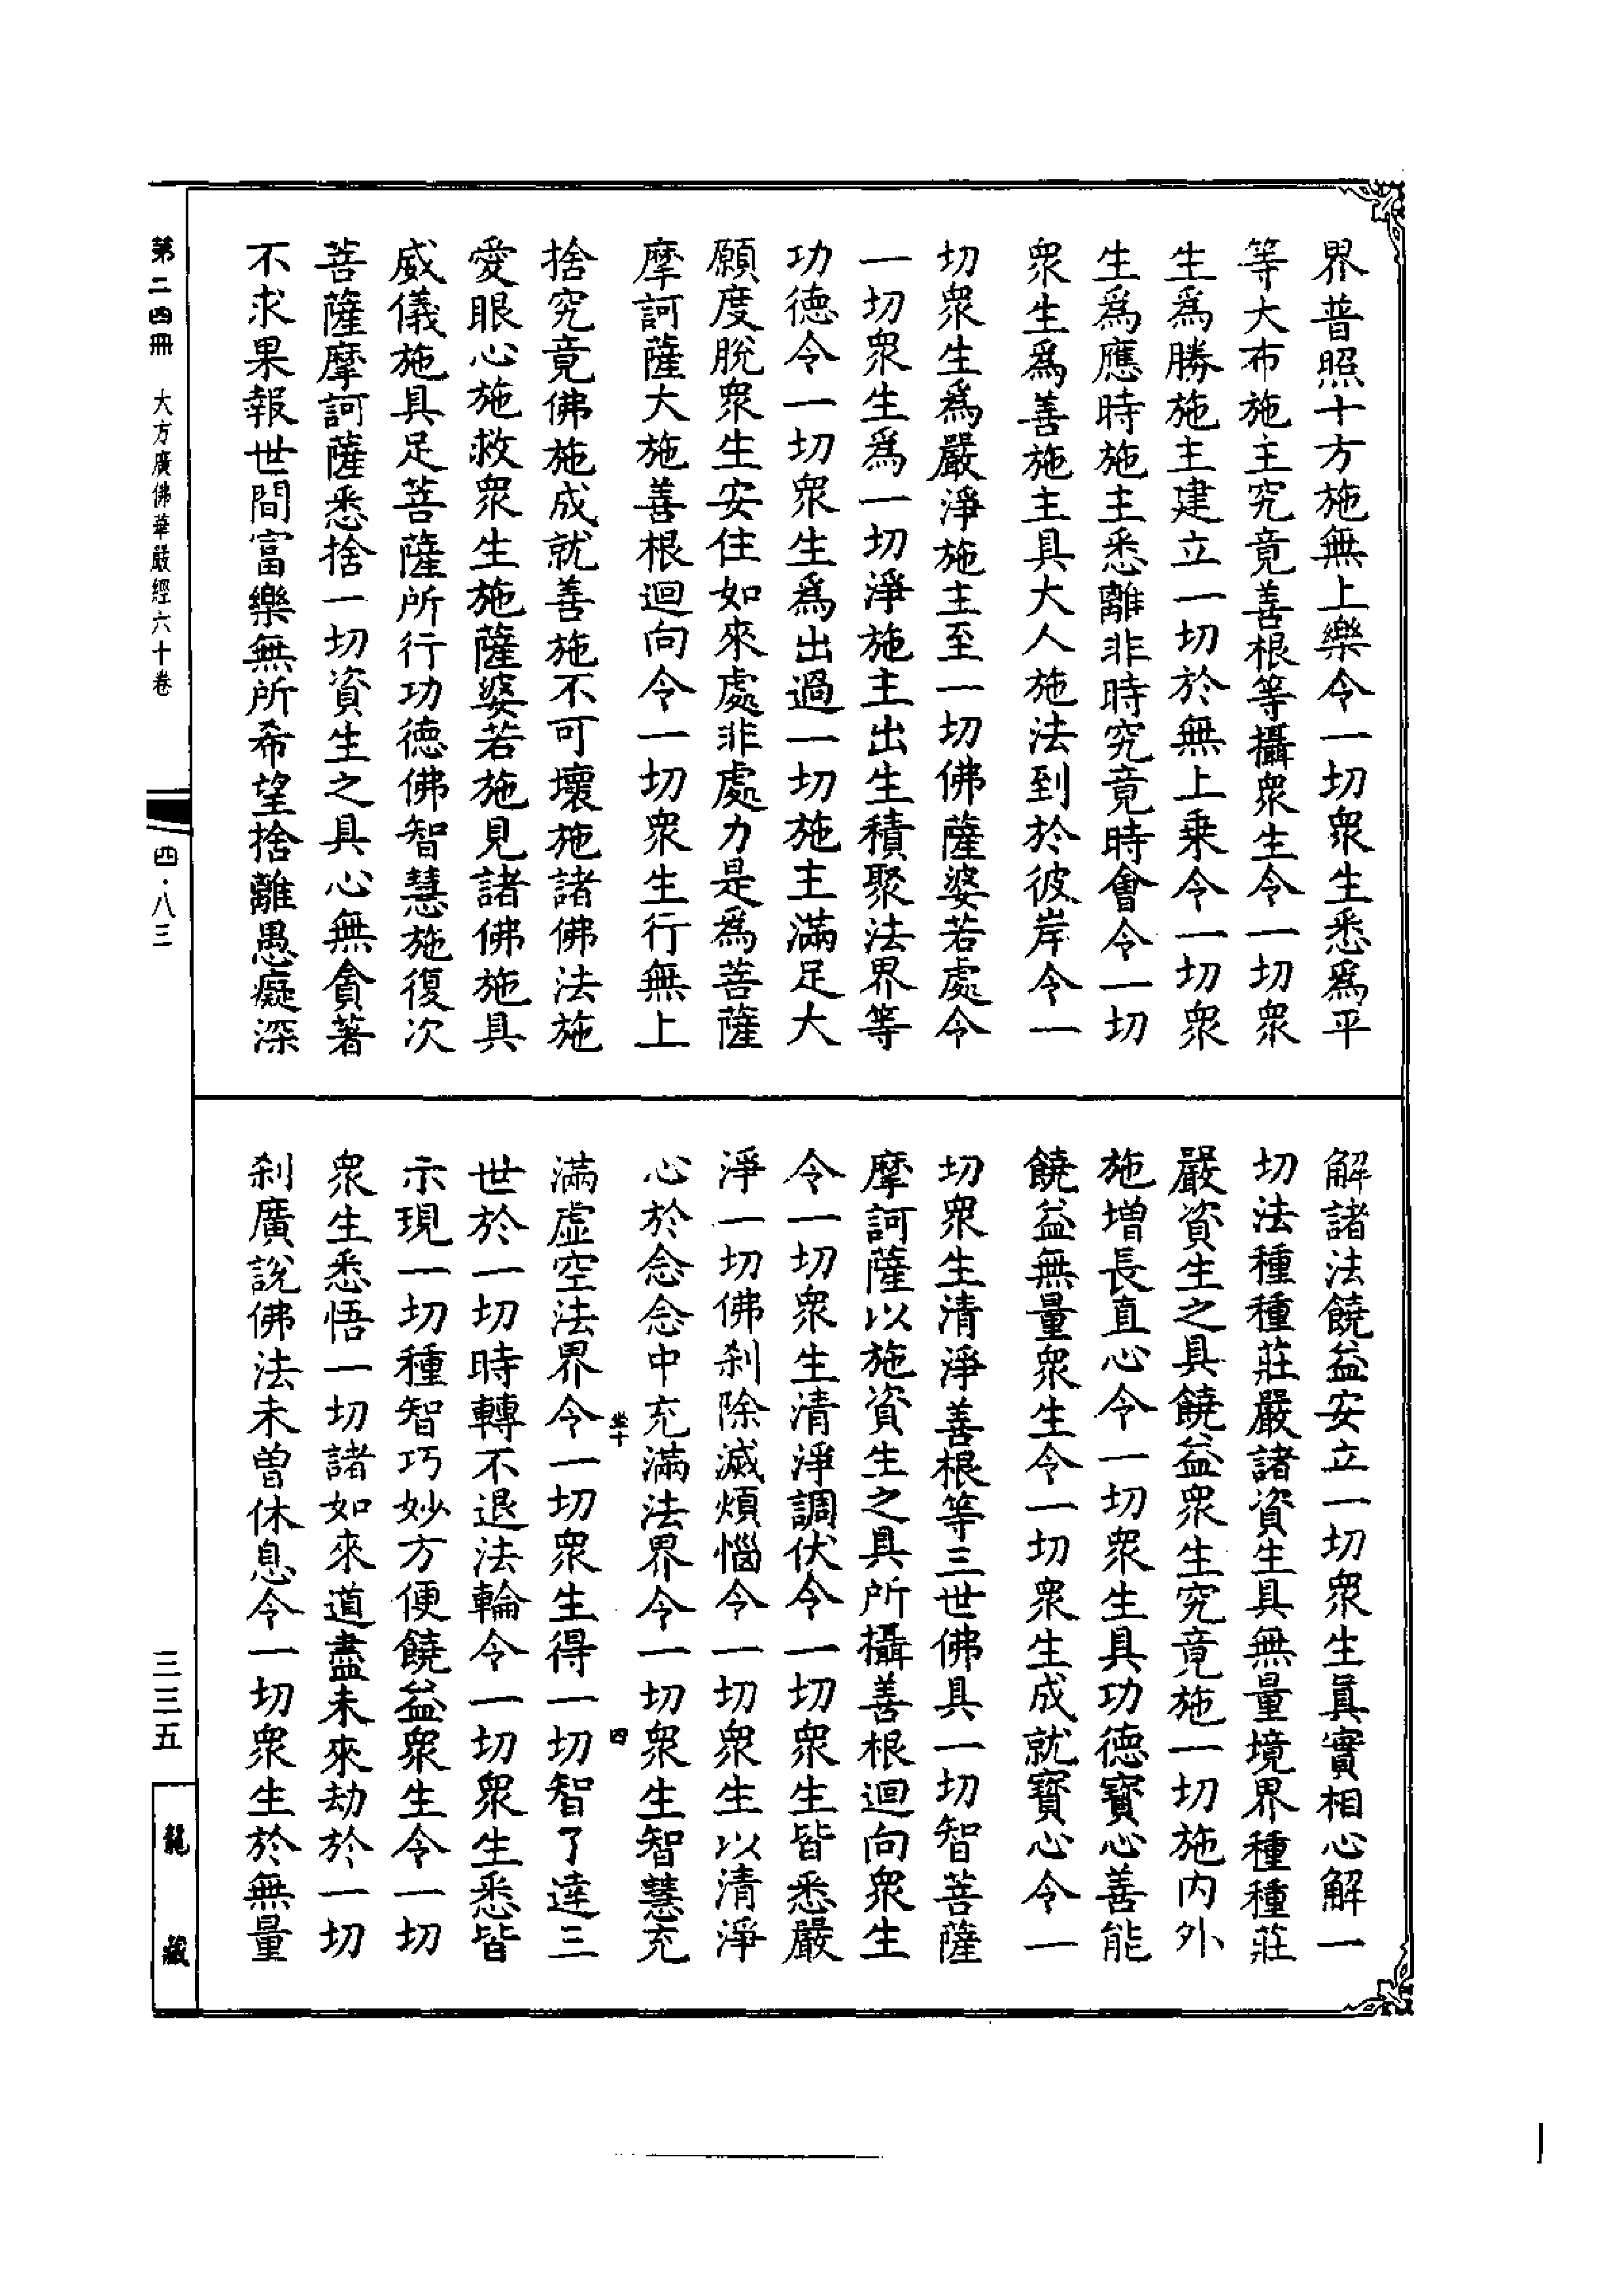 界普照十方施無上樂令一切衆生悉爲平
等大布施主究竟善根等攝衆生令一切衆
生爲勝施主建立一切於無上乗令一切衆
生爲應時施主悉離非時究竟時會令一切
衆生爲善施主具大人施法到於彼岸令一
切衆生爲嚴淨施主至一切佛薩婆若處令
一切衆生爲一切淨施主出生積聚法界等
功德令一切衆生爲出過一切施主滿足大
願度脫衆生安住如來處非處力是爲菩薩
摩訶薩大施善根迴向令一切衆生行無上
捨究竟佛施成就善施不可壞施諸佛法施
愛眼心施救衆生施薩婆若施見諸佛施具
威儀施具足菩薩所行功德佛智慧施復次
菩薩摩訶薩悉捨一切資生之具心無貪著
不求果報世間富樂無所希望捨離愚癡深
解諸法饒益安立一切衆生眞實相心解一
切法種種莊嚴諸資生具無量境界種種莊
嚴資生之具饒益衆生究竟施一切施內外
施增長直心令一切衆生具功德寶心善能
饒益無量衆生令一切衆生成就寶心令一
切衆生清淨善根等三世佛具一切智菩薩
摩訶薩以施資生之具所攝善根迴向衆生
令一切衆生清淨調伏令一切衆生皆悉嚴
淨一切佛刹除滅煩惱令一切衆生以清淨
心於念念中充滿法界令一切衆生智慧充
四
滿虛空法界令一切衆生得一切智了達三
世於一切時轉不退法輪令一切衆生悉皆
示現一切種智巧妙方便饒益衆生令一切
衆生悉悟一切諸如來道盡未來劫於一切
刹廣說佛法未曾休息令一切衆生於無量
第二四冊 大方廣佛華嚴經六十卷
四·八三
三三五
龍藏